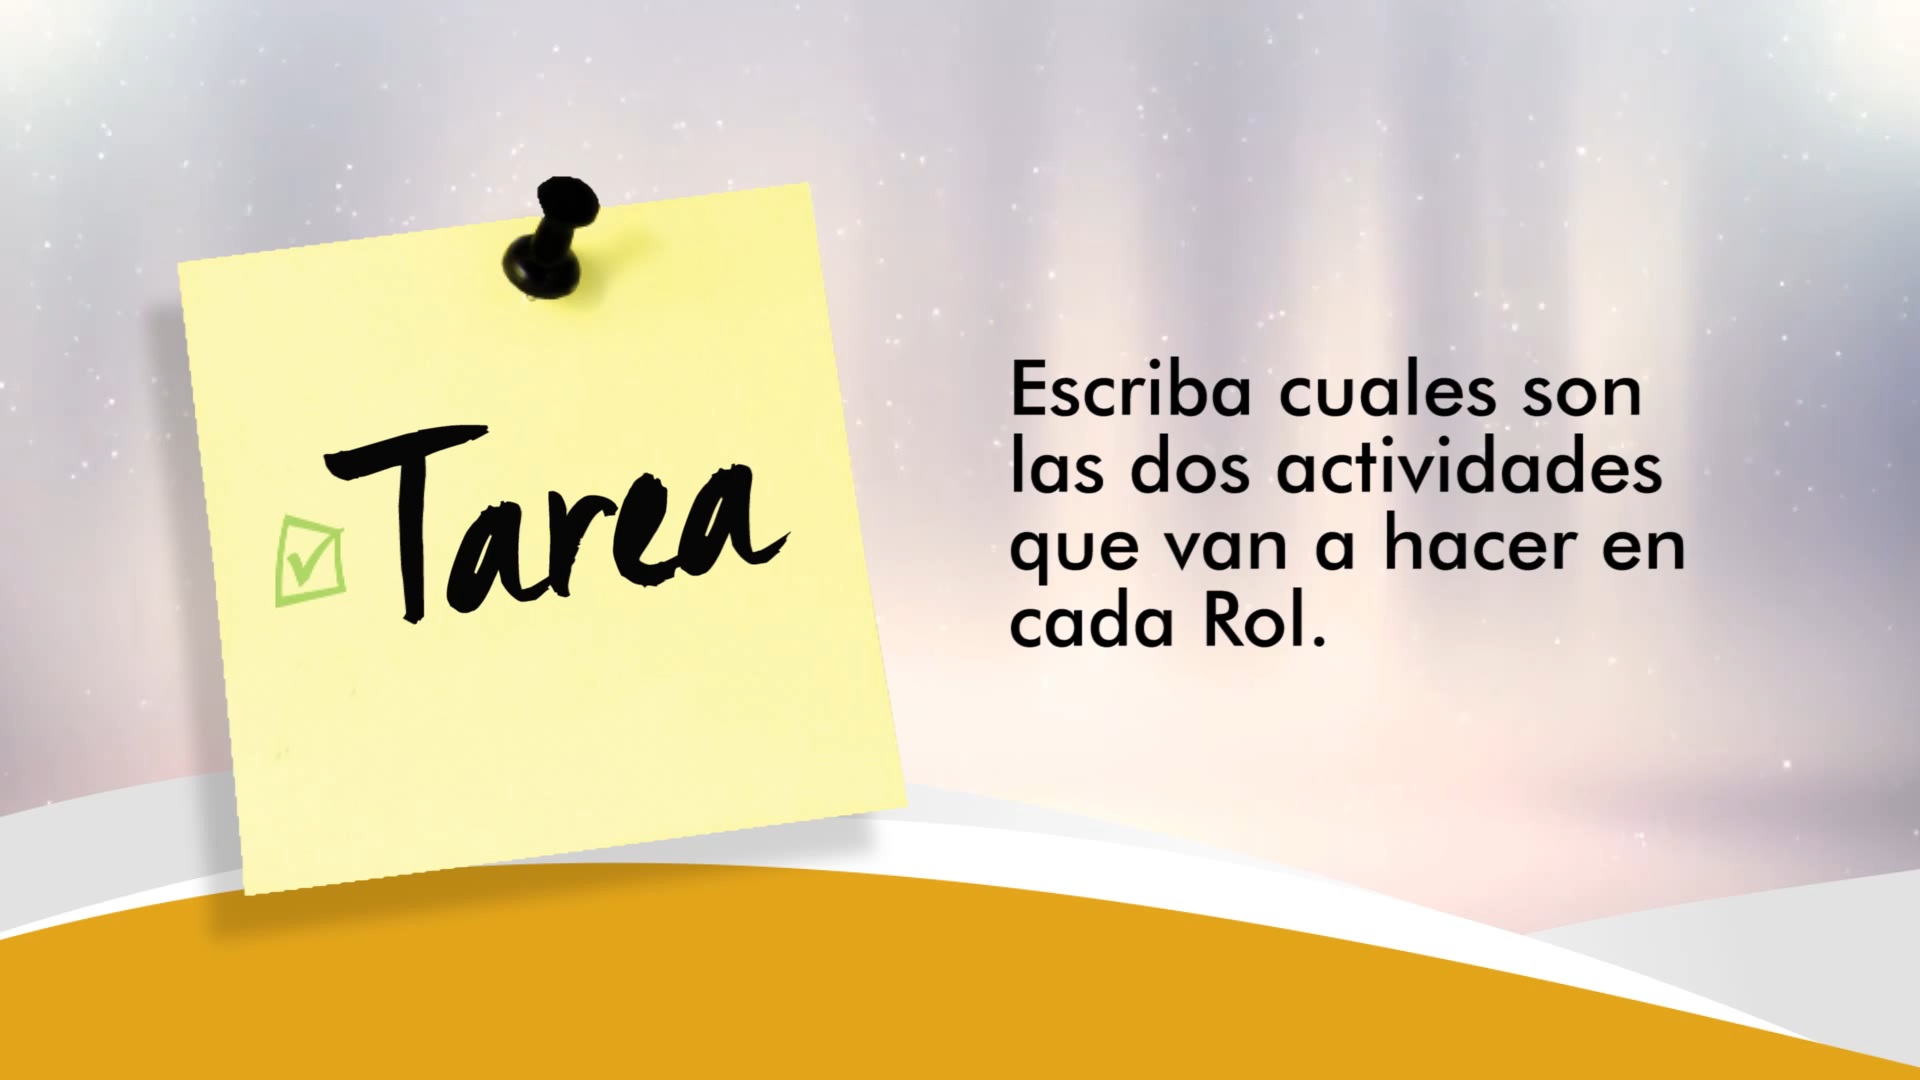 Tarea
Escriba cuales son
las dos actividades
que van a hacer en
cada Rol.